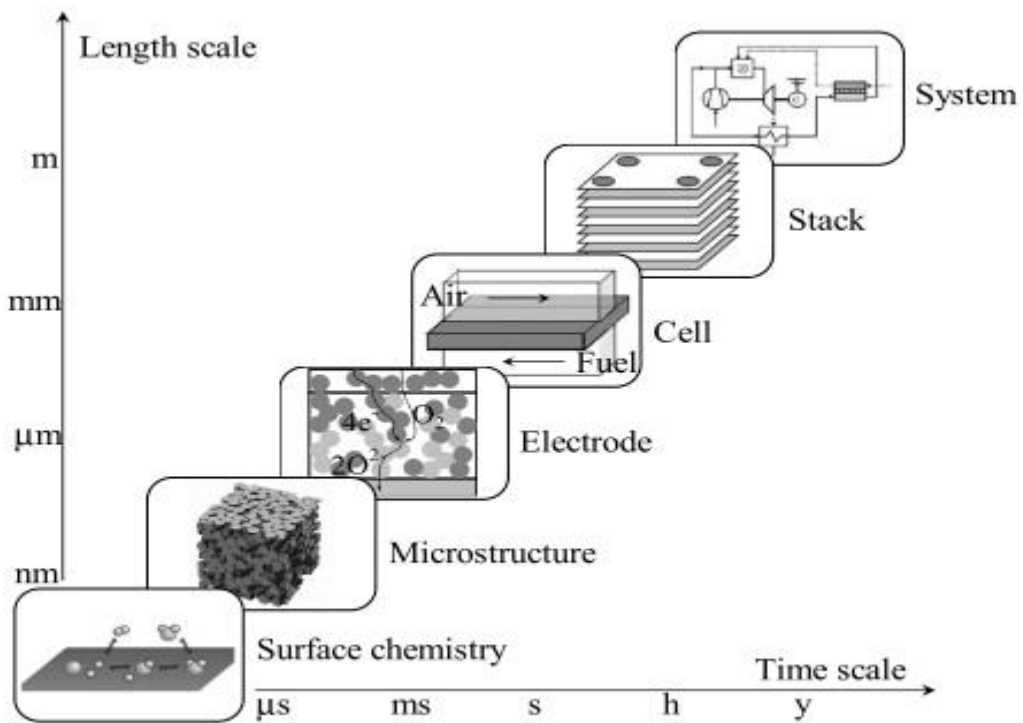 Length scale
System
m
Stack
mm
Air
Cell
Fuel
4e⁻
O₂
μm
Electrode
2O²⁻
Microstructure
nm
Surface chemistry
Time scale
μs ms s h y